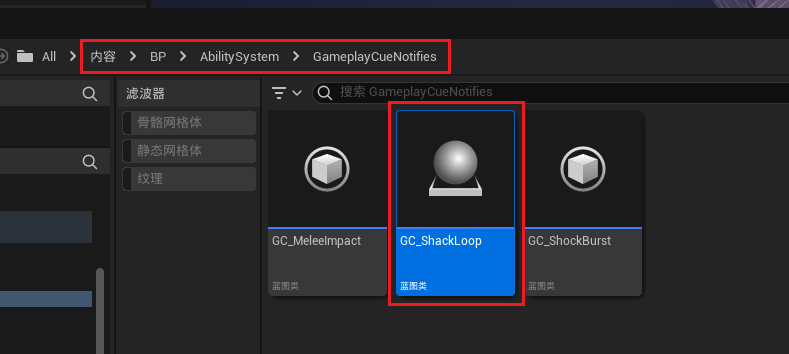 All 内容 BP AbilitySystem GameplayCueNotifies
滤波器
搜索 GameplayCueNotifies
骨骼网格体
静态网格体
纹理
GC_MeleeImpact
蓝图类
GC_ShackLoop
蓝图类
GC_ShockBurst
蓝图类